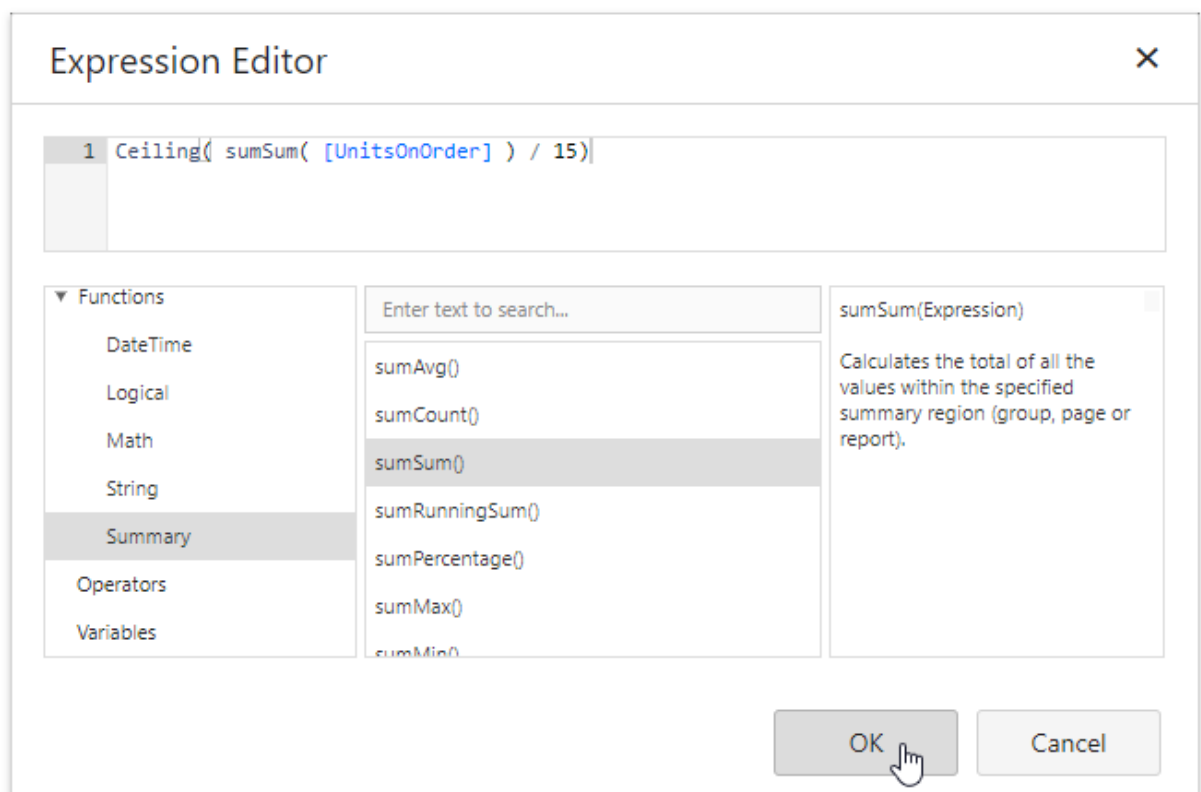 Expression Editor
1 Ceiling( sumSum( [UnitsOnOrder] ) / 15)
Functions
DateTime
Logical
Math
String
Summary
Operators
Variables
Enter text to search...
sumAvg()
sumCount()
sumSum()
sumRunningSum()
sumPercentage()
sumMax()
sumMin()
sumSum(Expression)
Calculates the total of all the
values within the specified
summary region (group, page or
report).
OK
Cancel